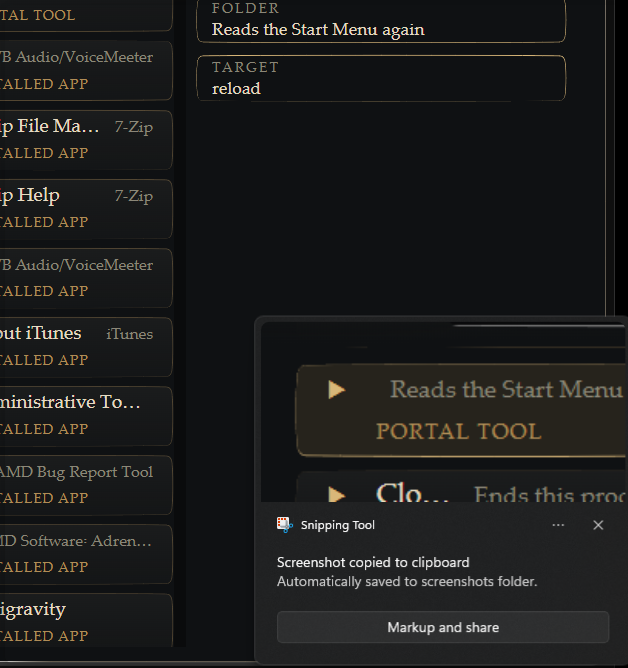 TAL TOOL
/B Audio/VoiceMeeter
TALLED APP
ip File Ma... 7-Zip
TALLED APP
ip Help 7-Zip
TALLED APP
/B Audio/VoiceMeeter
TALLED APP
out iTunes iTunes
TALLED APP
ministrative To...
TALLED APP
AMD Bug Report Tool
TALLED APP
MD Software: Adren...
TALLED APP
igravity
TALLED APP
FOLDER
Reads the Start Menu again
TARGET
reload
Reads the Start Menu
PORTAL TOOL
Clo... Ends this proc
Snipping Tool
Screenshot copied to clipboard
Automatically saved to screenshots folder.
Markup and share